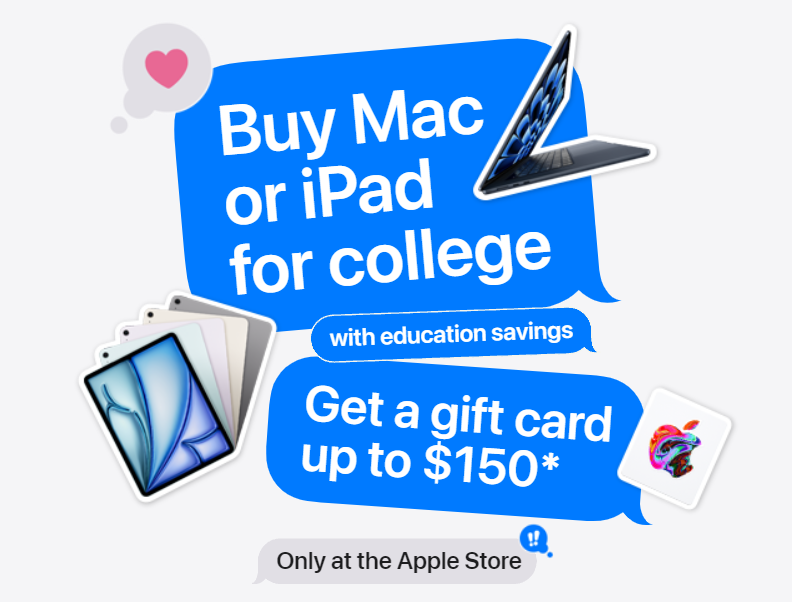 Buy Mac
or iPad
for college
with education savings
Get a gift card
up to $150*
Only at the Apple Store
!!